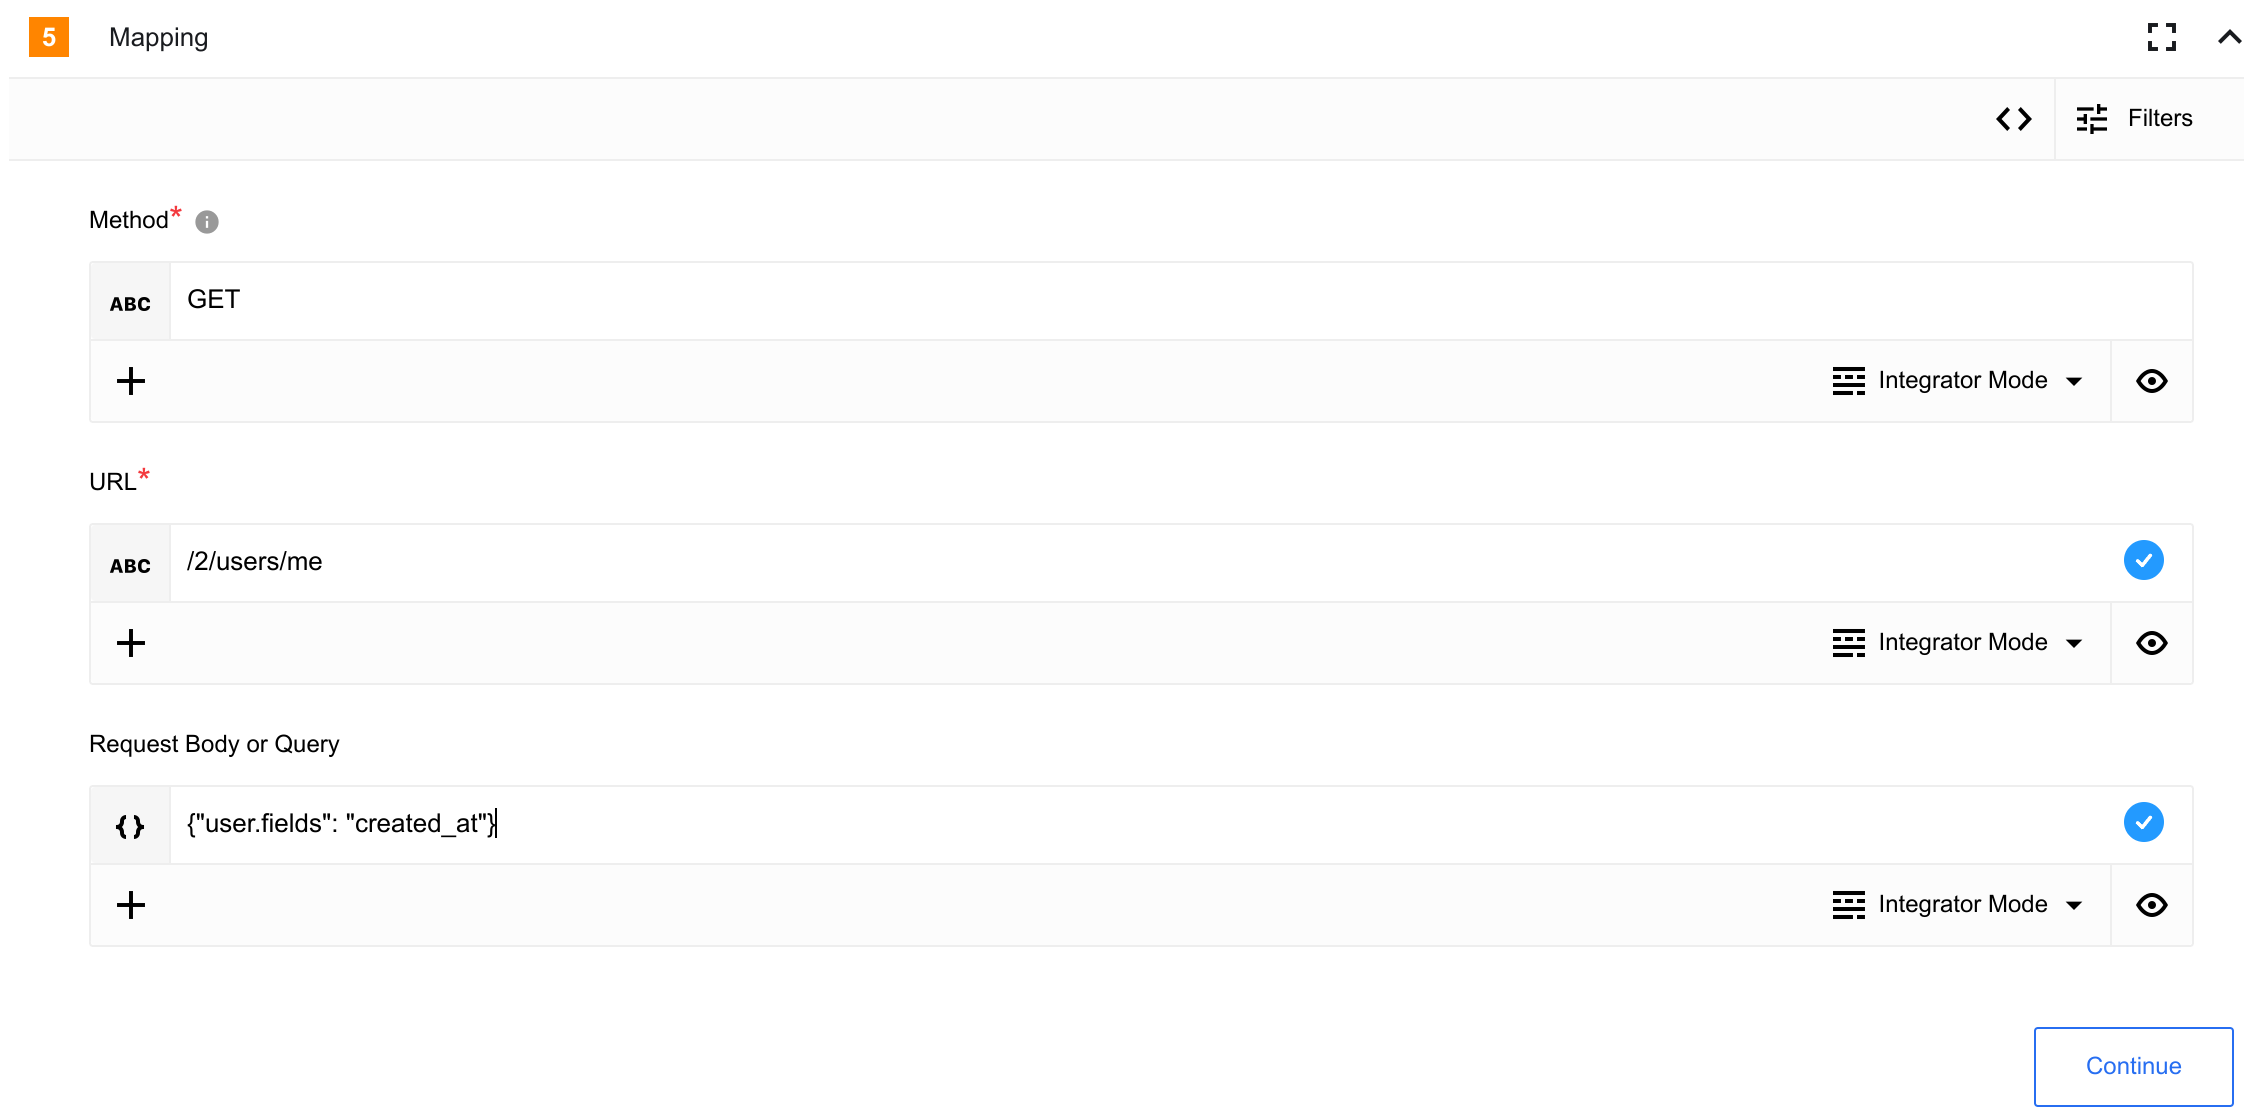 5 Mapping
Filters
Method*
ABC GET
Integrator Mode
URL*
ABC /2/users/me
Integrator Mode
Request Body or Query
{} {"user.fields": "created_at"}
Integrator Mode
Continue